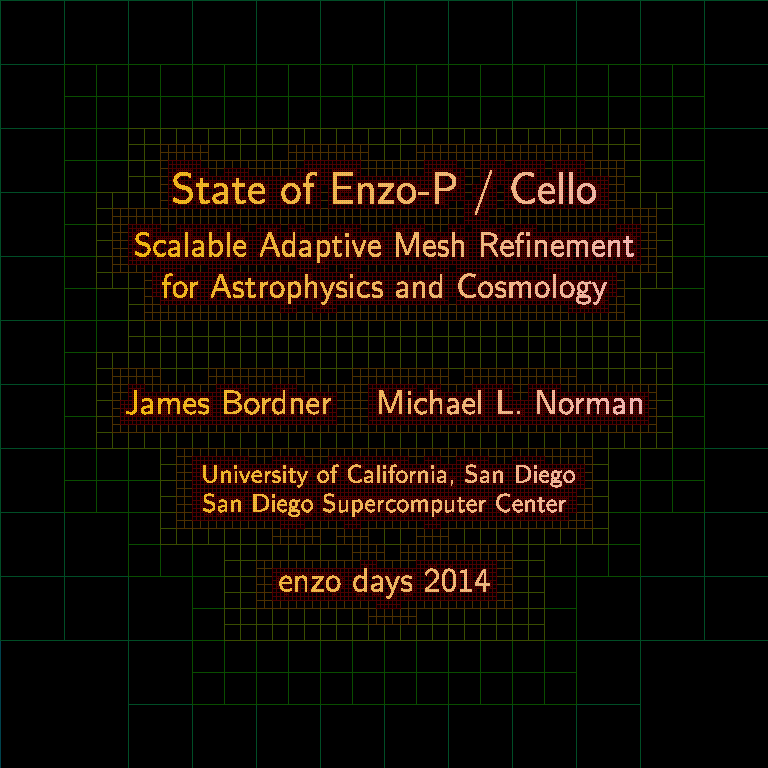 State of Enzo-P / Cello
Scalable Adaptive Mesh Refinement
for Astrophysics and Cosmology
James Bordner Michael L. Norman
University of California, San Diego
San Diego Supercomputer Center
enzo days 2014